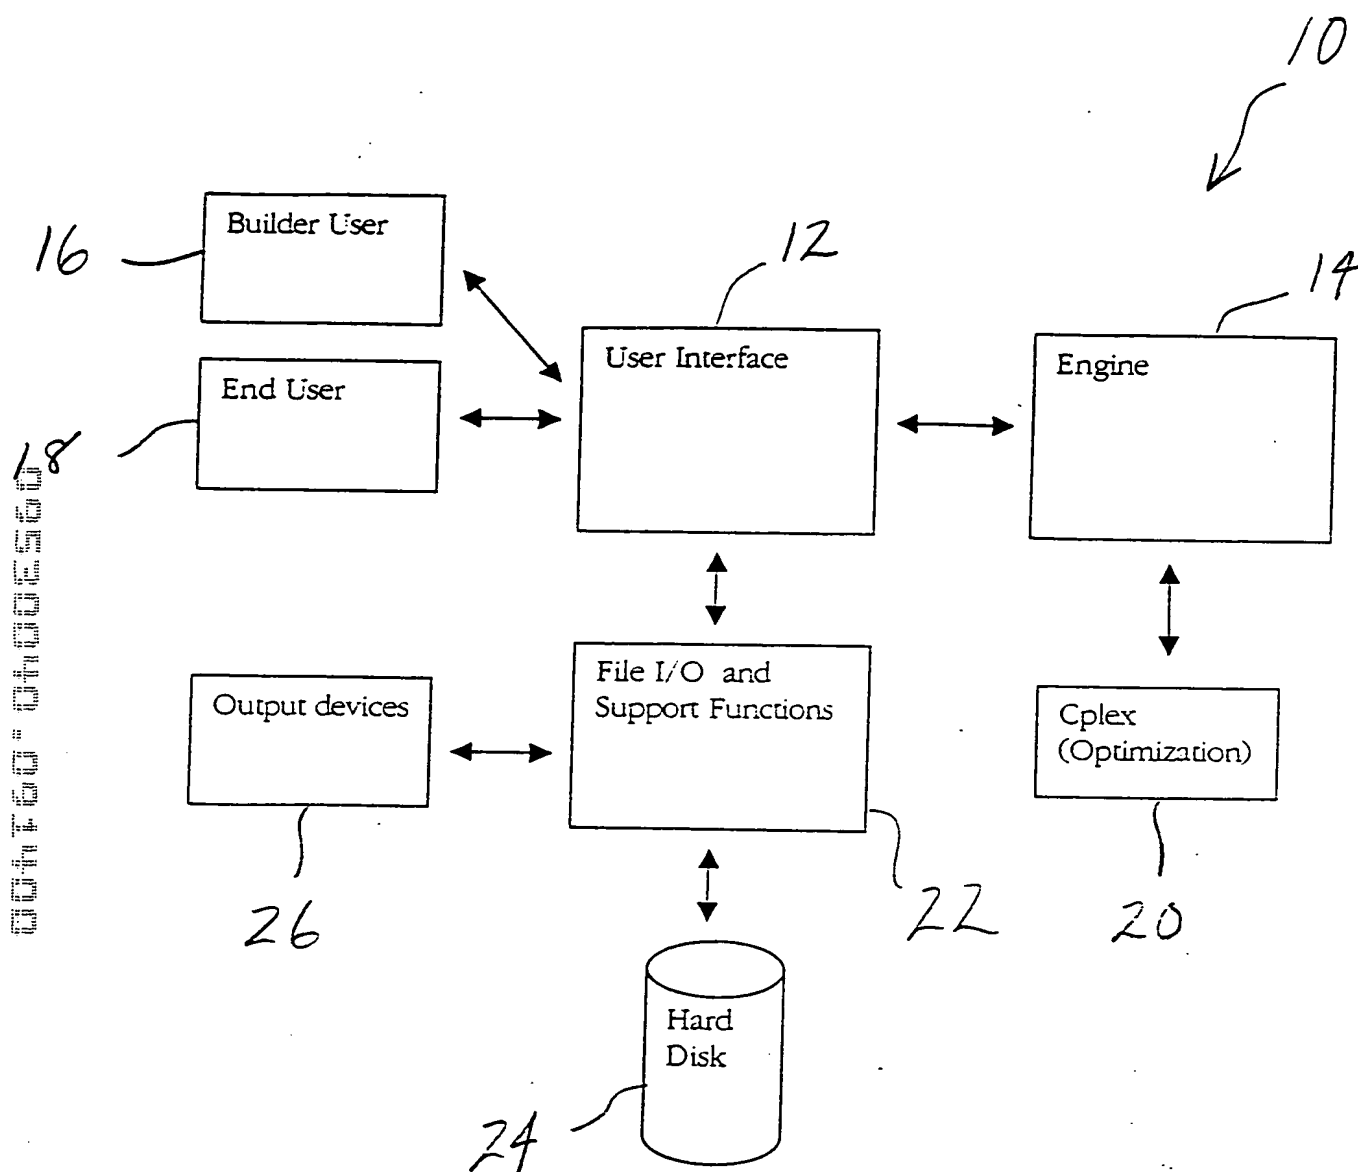 10
Builder User
16
12
14
User Interface
Engine
End User
18
File I/O and
Support Functions
Output devices
Cplex
(Optimization)
26
22
20
Hard
Disk
24